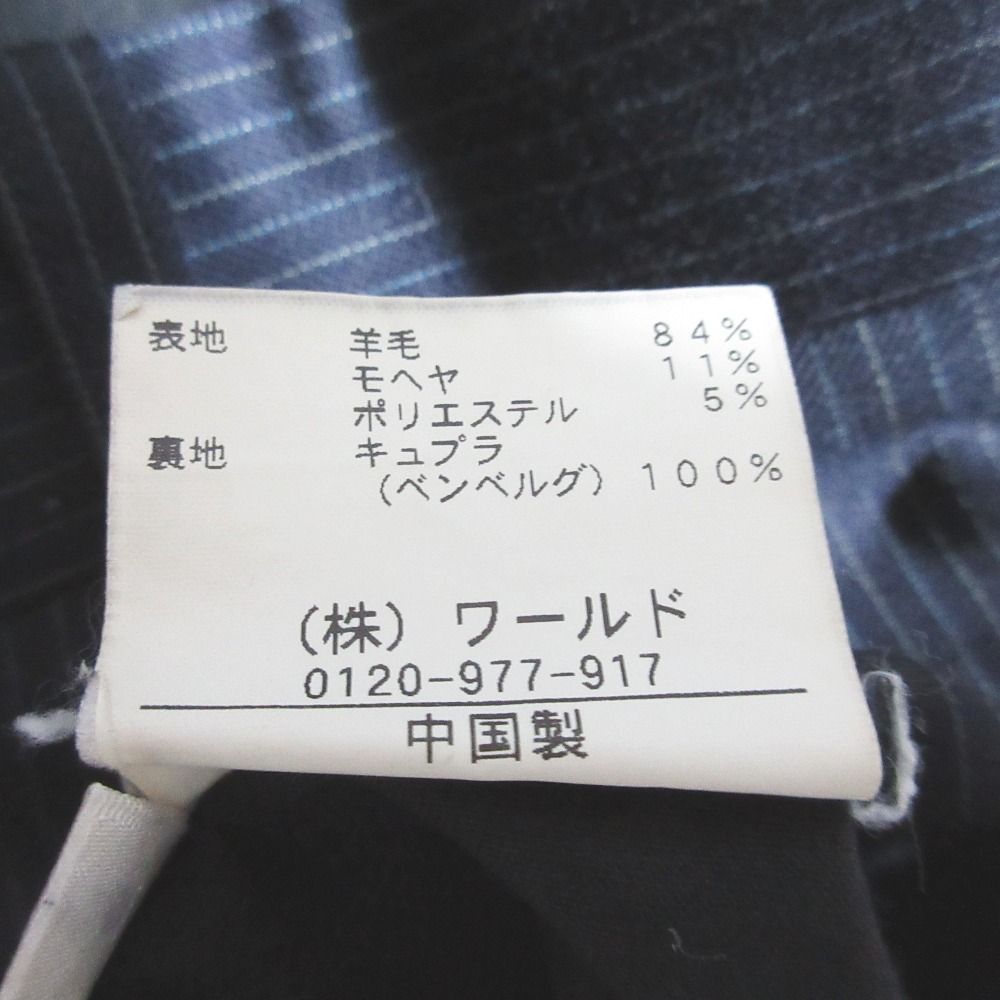 表地 羊毛 84%
モヘヤ 11%
ポリエステル 5%
裏地 キュプラ
(ベンベルグ) 100%
(株) ワールド
0120-977-917
中国製